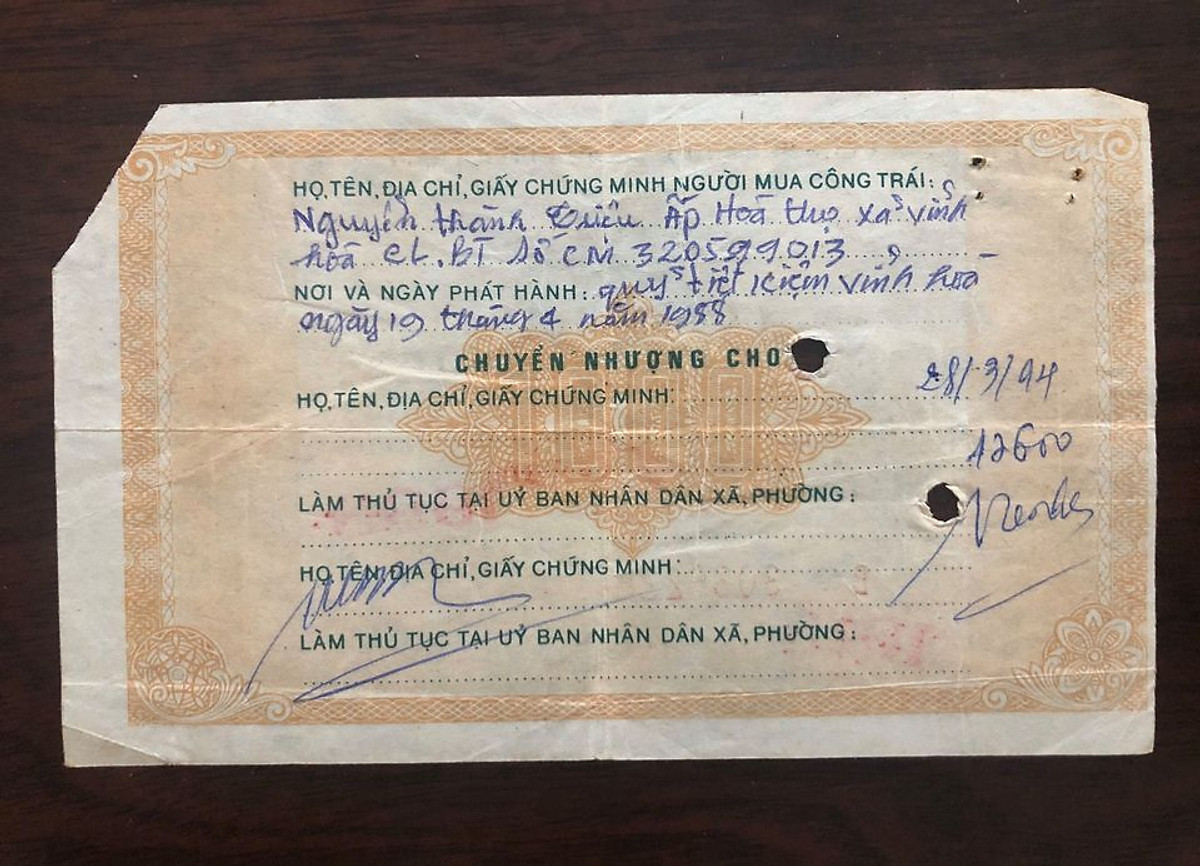 HỌ, TÊN, ĐỊA CHỈ, GIẤY CHỨNG MINH NGƯỜI MUA CÔNG TRÁI:
Nguyễn thành Ấp Hoà thọ xã vĩnh
hoà CL. BT số CM 320599013
NƠI VÀ NGÀY PHÁT HÀNH: quỹ tiết kiệm vĩnh hoà
ngày 19 tháng 4 năm 1988
CHUYỂN NHƯỢNG CHO
28/3/94
HỌ, TÊN, ĐỊA CHỈ, GIẤY CHỨNG MINH:
12600
LÀM THỦ TỤC TẠI UỶ BAN NHÂN DÂN XÃ, PHƯỜNG:
HỌ TÊN, ĐỊA CHỈ, GIẤY CHỨNG MINH:
LÀM THỦ TỤC TẠI UỶ BAN NHÂN DÂN XÃ, PHƯỜNG: